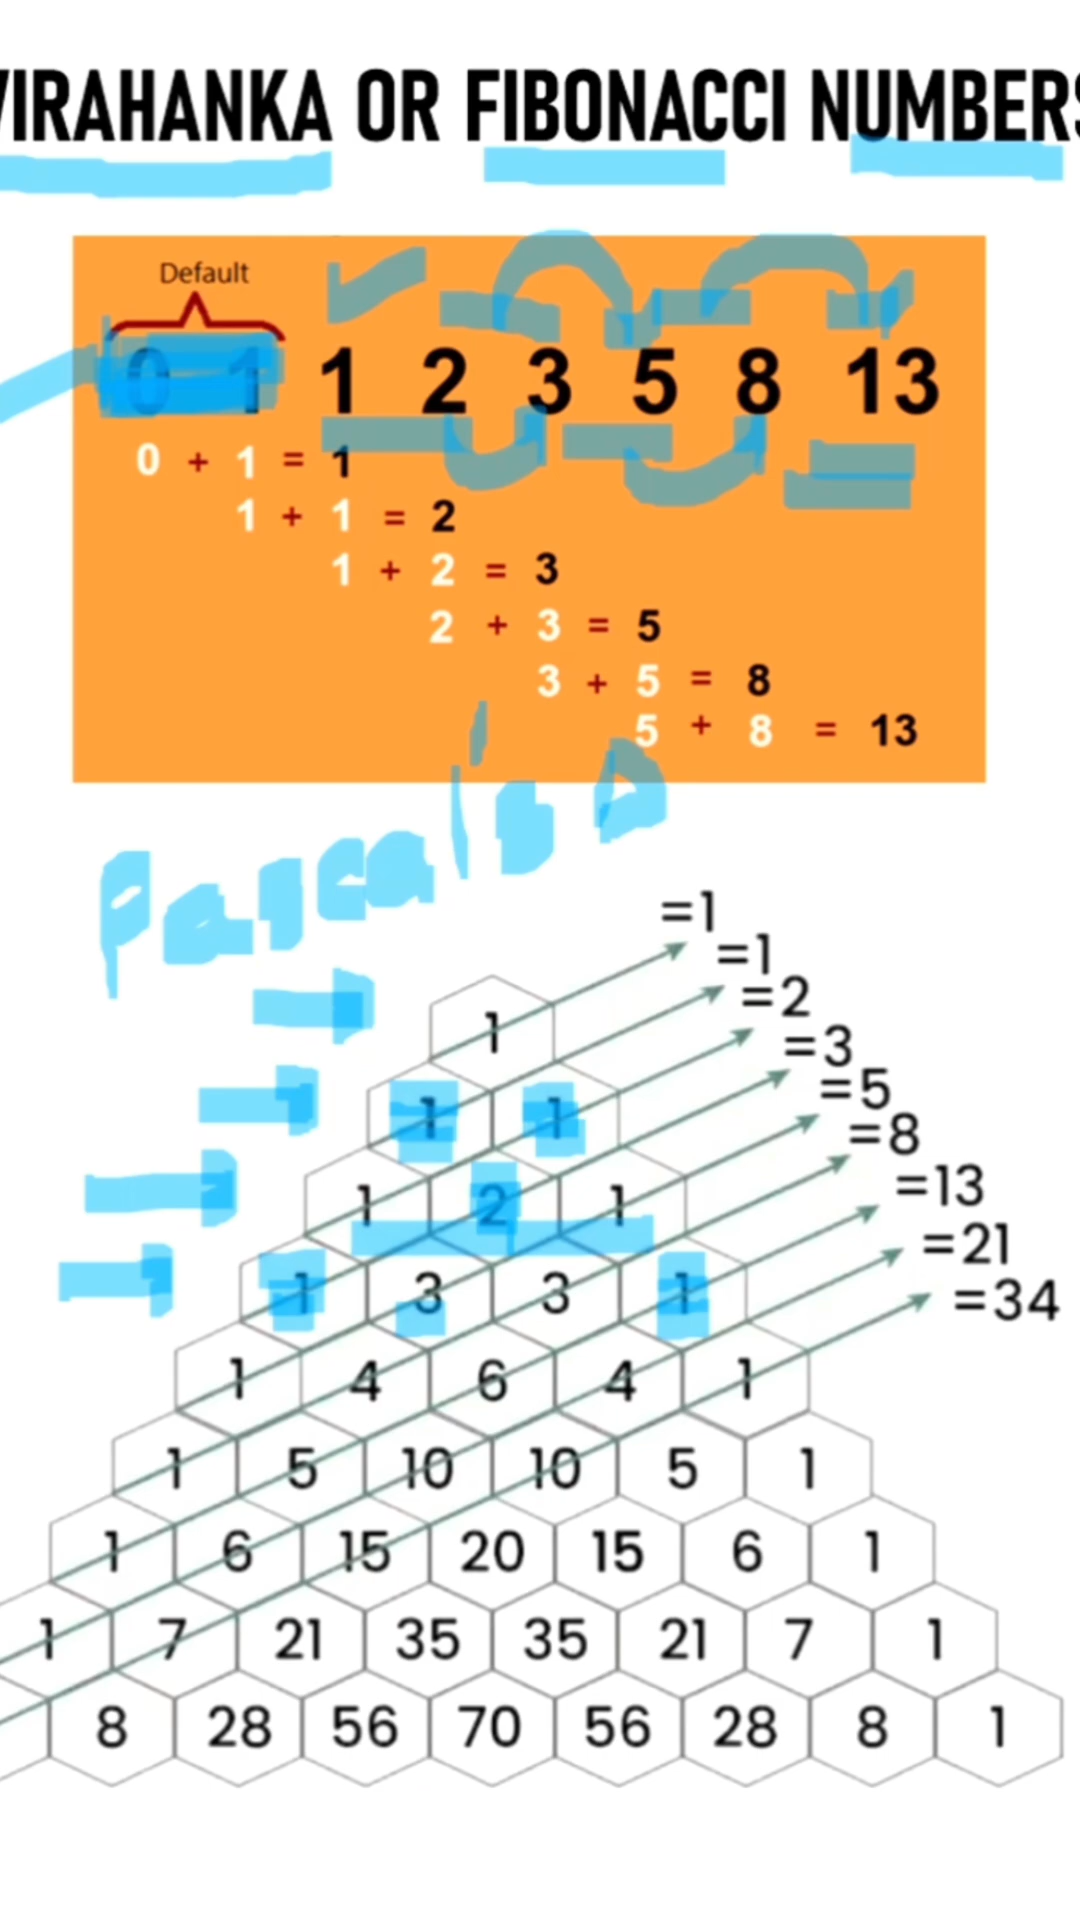 VIRAHANKA OR FIBONACCI NUMBERS
Default
0 1 1 2 3 5 8 13
0 + 1 = 1
1 + 1 = 2
1 + 2 = 3
2 + 3 = 5
3 + 5 = 8
5 + 8 = 13
=1
=1
=2
=3
=5
=8
=13
=21
=34
1
1 1
1 2 1
1 3 3 1
1 4 6 4 1
1 5 10 10 5 1
1 6 15 20 15 6 1
1 7 21 35 35 21 7 1
8 28 56 70 56 28 8 1